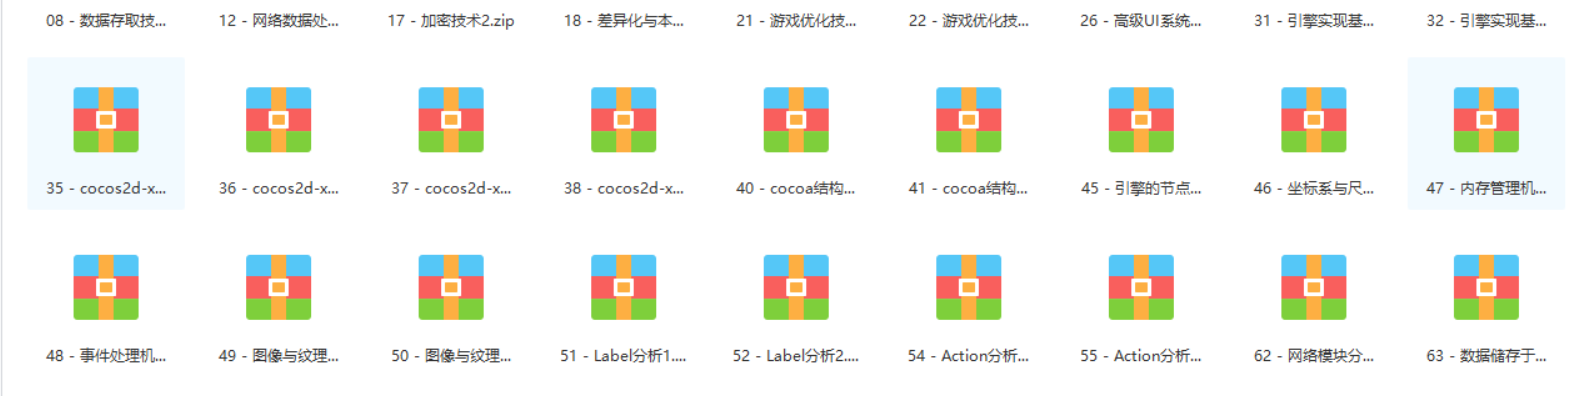 08 - 数据存取技...
12 - 网络数据处...
17 - 加密技术2.zip
18 - 差异化与本...
21 - 游戏优化技...
22 - 游戏优化技...
26 - 高级UI系统...
31 - 引擎实现基...
32 - 引擎实现基...
35 - cocos2d-x...
36 - cocos2d-x...
37 - cocos2d-x...
38 - cocos2d-x...
40 - cocoa结构...
41 - cocoa结构...
45 - 引擎的节点...
46 - 坐标系与尺...
47 - 内存管理机...
48 - 事件处理机...
49 - 图像与纹理...
50 - 图像与纹理...
51 - Label分析1....
52 - Label分析2....
54 - Action分析...
55 - Action分析...
62 - 网络模块分...
63 - 数据储存于...